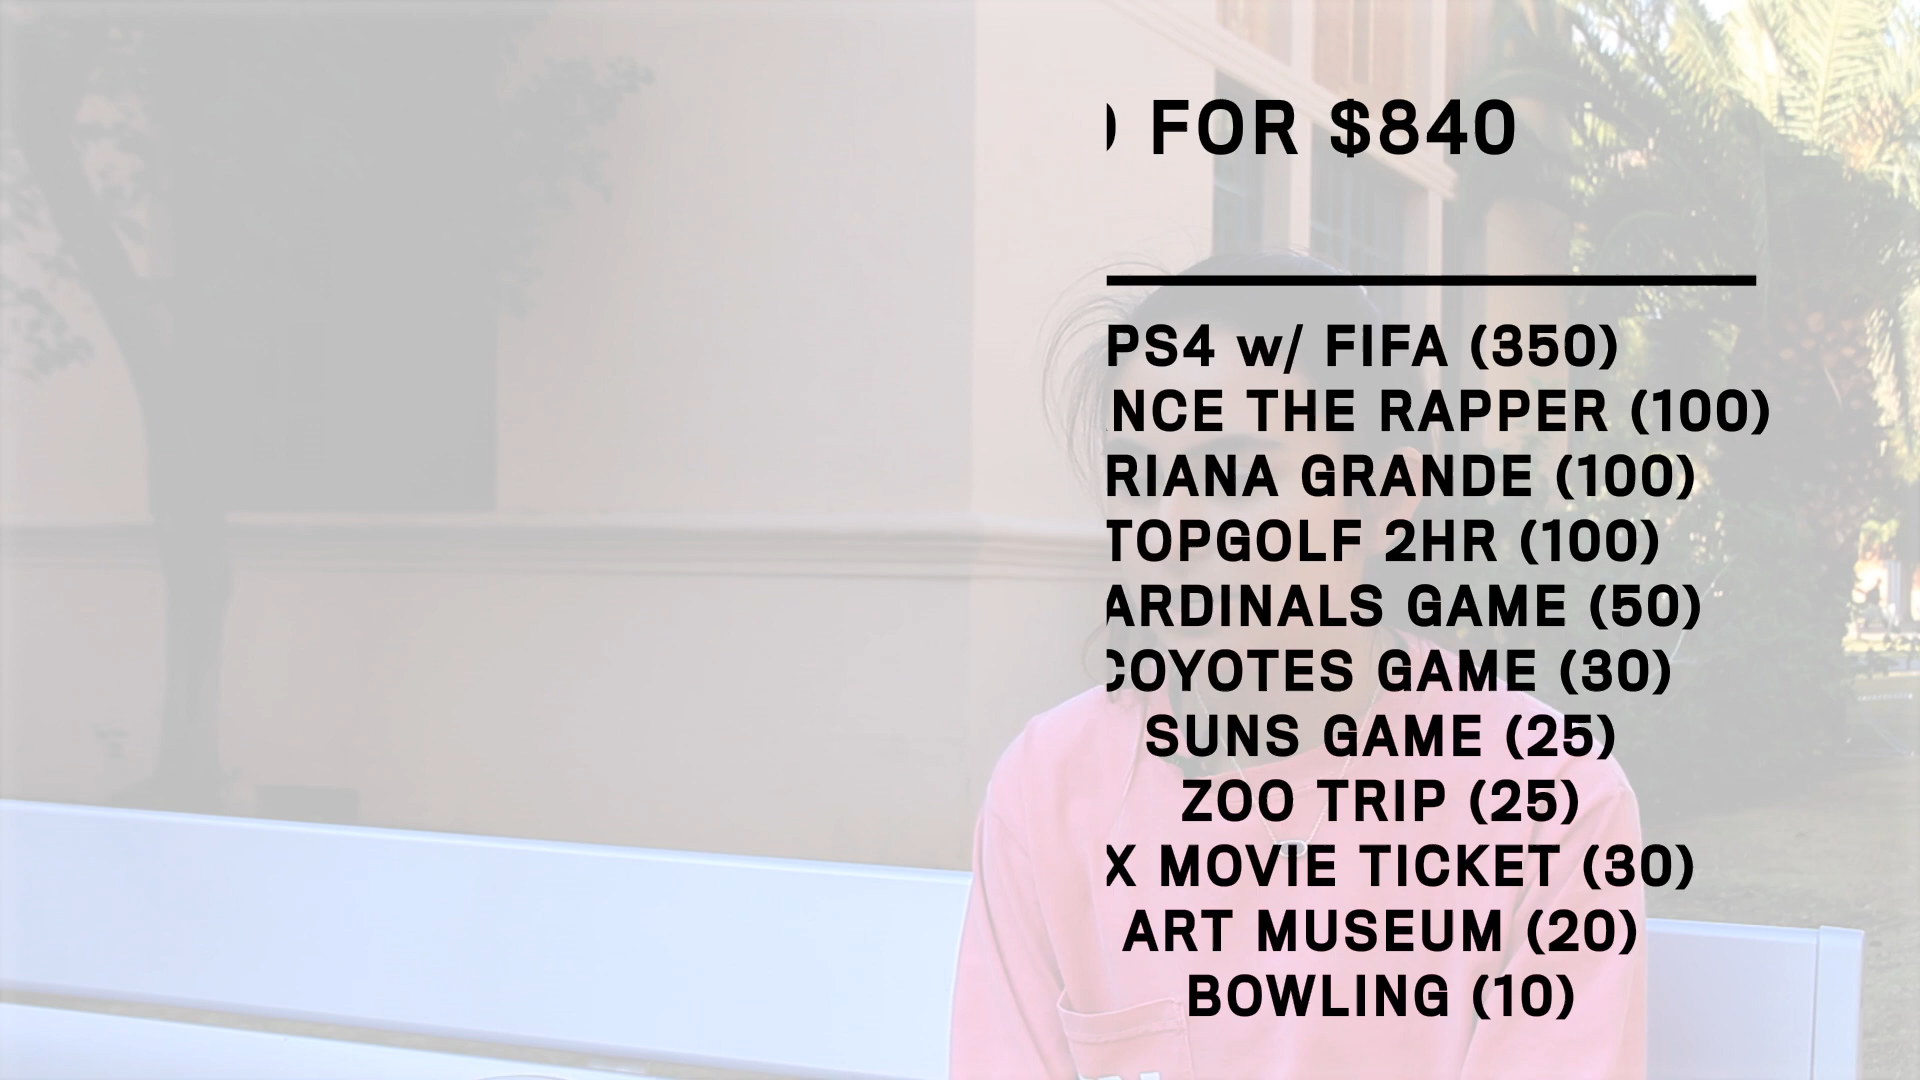 FOR $840
PS4 w/ FIFA (350)
NCE THE RAPPER (100)
RIANA GRANDE (100)
TOPGOLF 2HR (100)
ARDINALS GAME (50)
COYOTES GAME (30)
SUNS GAME (25)
ZOO TRIP (25)
X MOVIE TICKET (30)
ART MUSEUM (20)
BOWLING (10)